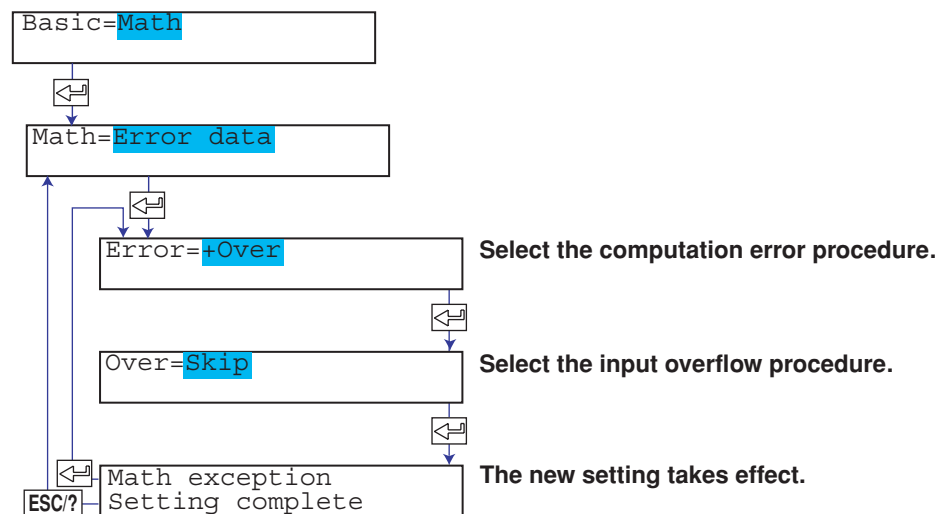 Basic=Math
Math=Error data
Error=+Over
Select the computation error procedure.
Over=Skip
Select the input overflow procedure.
Math exception
Setting complete
The new setting takes effect.
ESC/?